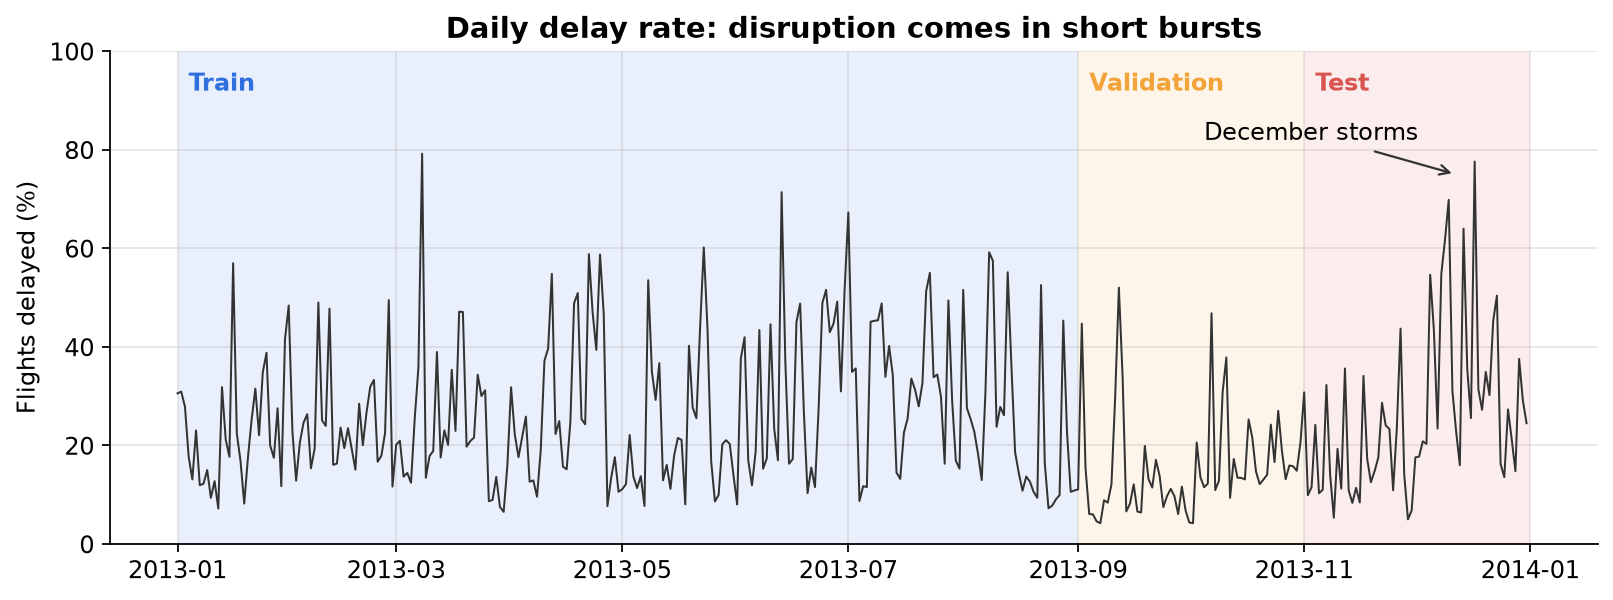 Daily delay rate: disruption comes in short bursts
Flights delayed (%)
100
80
60
40
20
0
Train
Validation
Test
December storms
2013-01
2013-03
2013-05
2013-07
2013-09
2013-11
2014-01